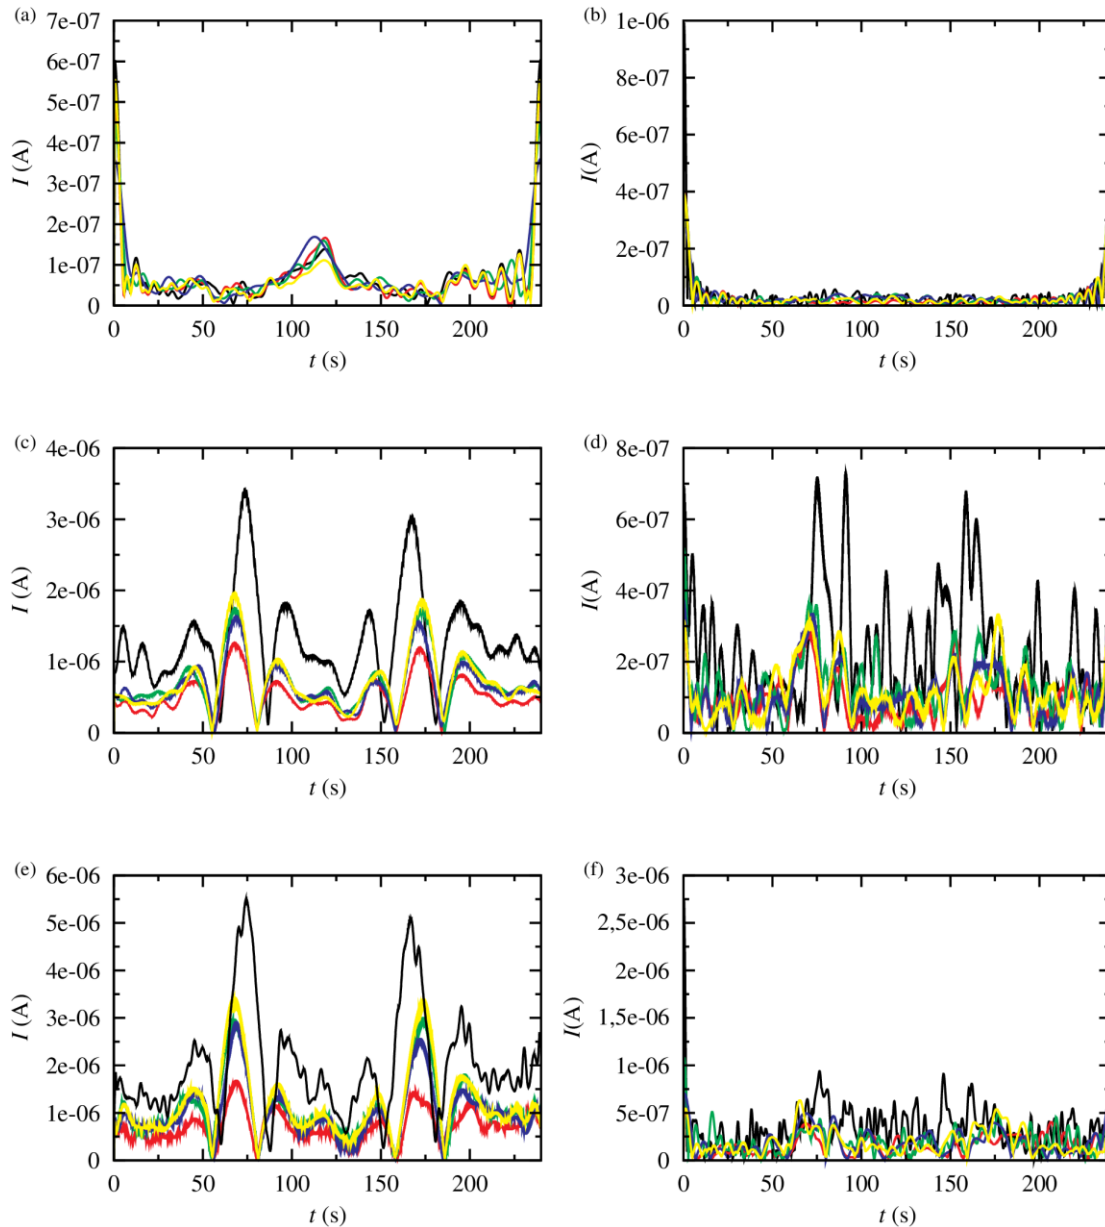 (a)
7e-07
6e-07
5e-07
4e-07
3e-07
2e-07
1e-07
0
I (A)
0 50 100 150 200
t (s)
(b)
1e-06
8e-07
6e-07
4e-07
2e-07
0
I(A)
0 50 100 150 200
t (s)
(c)
4e-06
3e-06
2e-06
1e-06
0
I (A)
0 50 100 150 200
t (s)
(d)
8e-07
6e-07
4e-07
2e-07
0
I(A)
0 50 100 150 200
t (s)
(e)
6e-06
5e-06
4e-06
3e-06
2e-06
1e-06
0
I (A)
0 50 100 150 200
t (s)
(f)
3e-06
2,5e-06
2e-06
1,5e-06
1e-06
5e-07
0
I(A)
0 50 100 150 200
t (s)